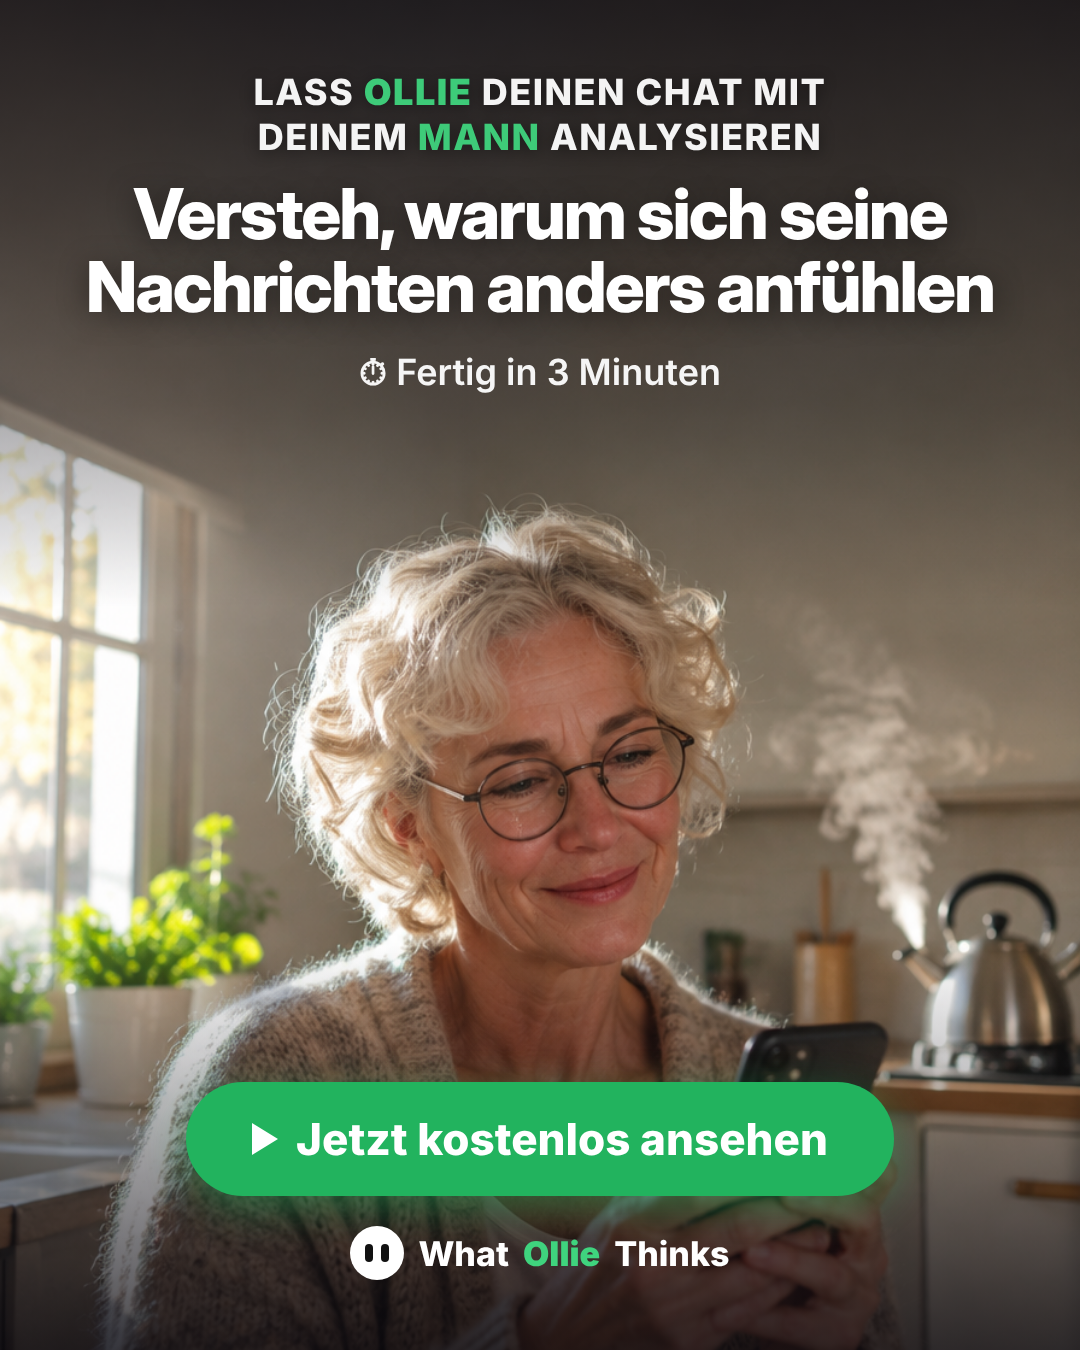 LASS OLLIE DEINEN CHAT MIT
DEINEM MANN ANALYSIEREN
Versteh, warum sich seine
Nachrichten anders anfühlen
⏱ Fertig in 3 Minuten
▶ Jetzt kostenlos ansehen
What Ollie Thinks